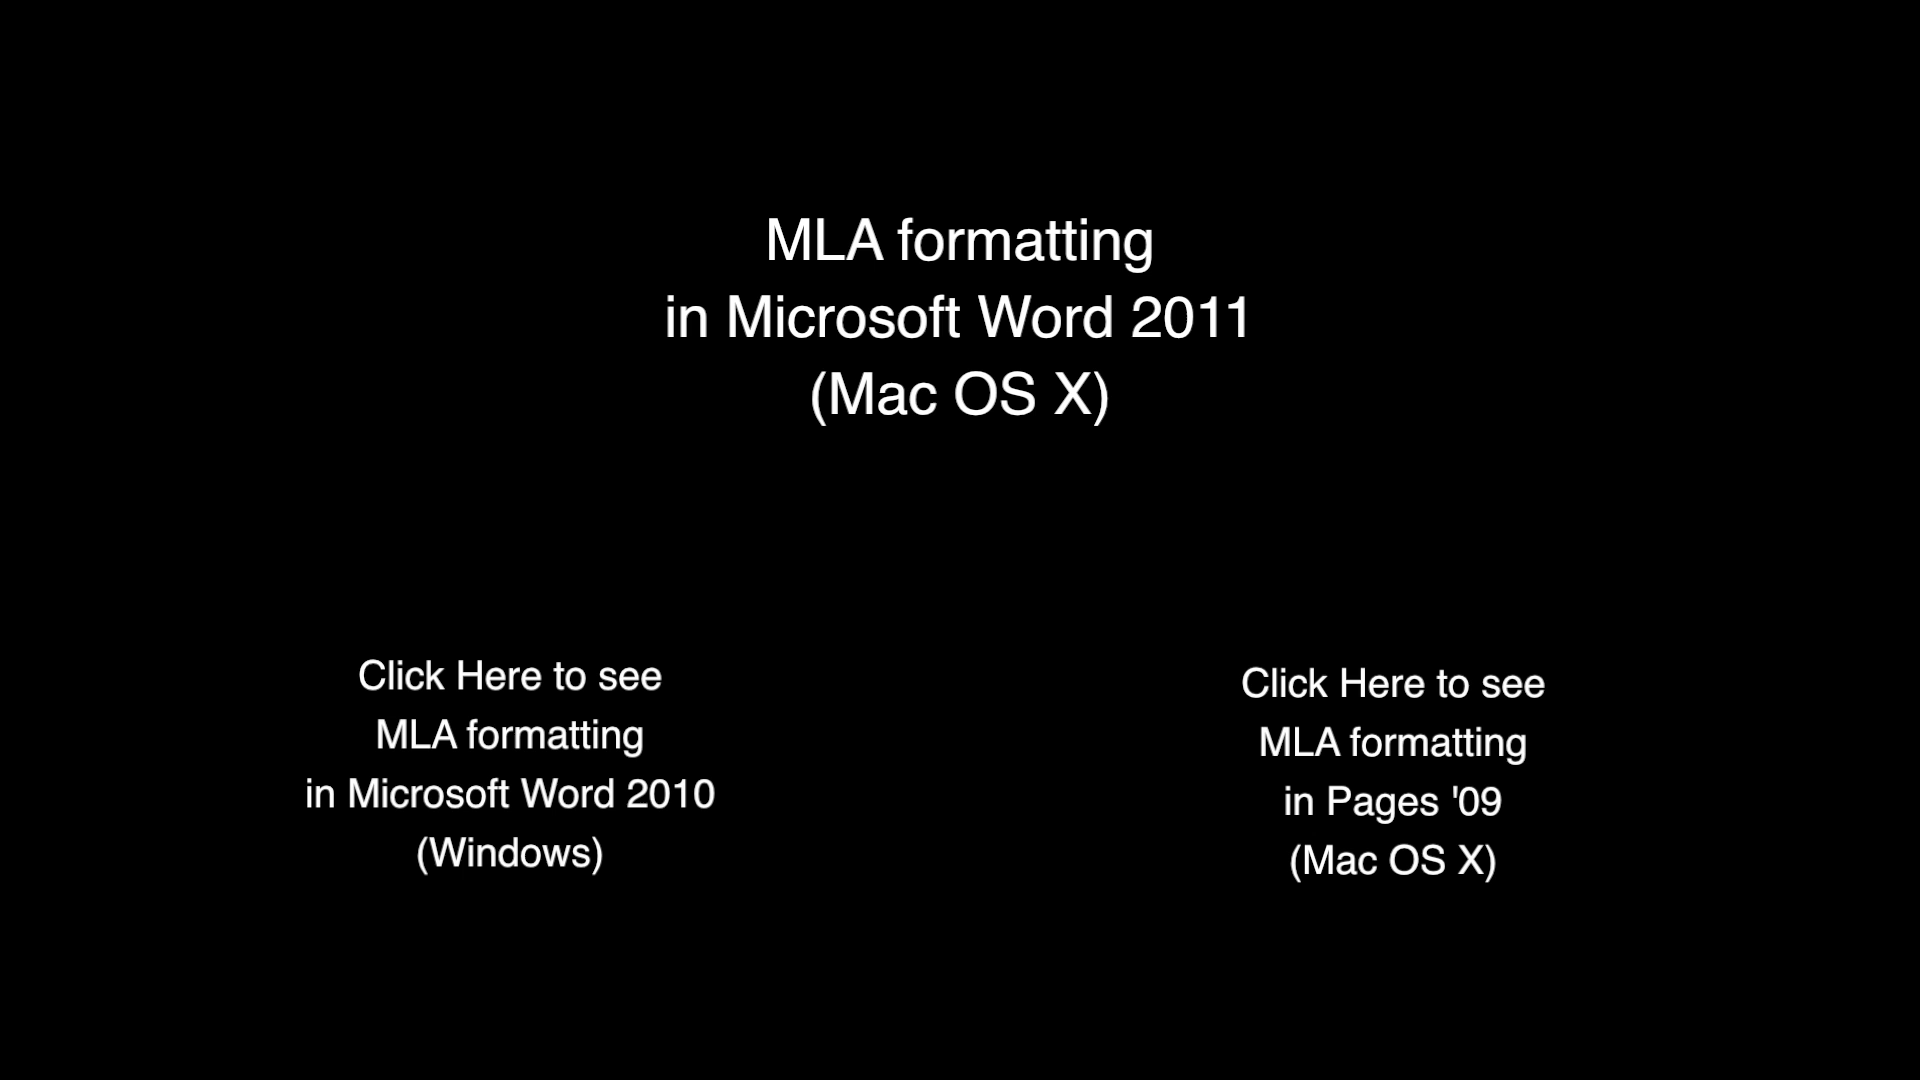 MLA formatting
in Microsoft Word 2011
(Mac OS X)
Click Here to see
MLA formatting
in Microsoft Word 2010
(Windows)
Click Here to see
MLA formatting
in Pages '09
(Mac OS X)